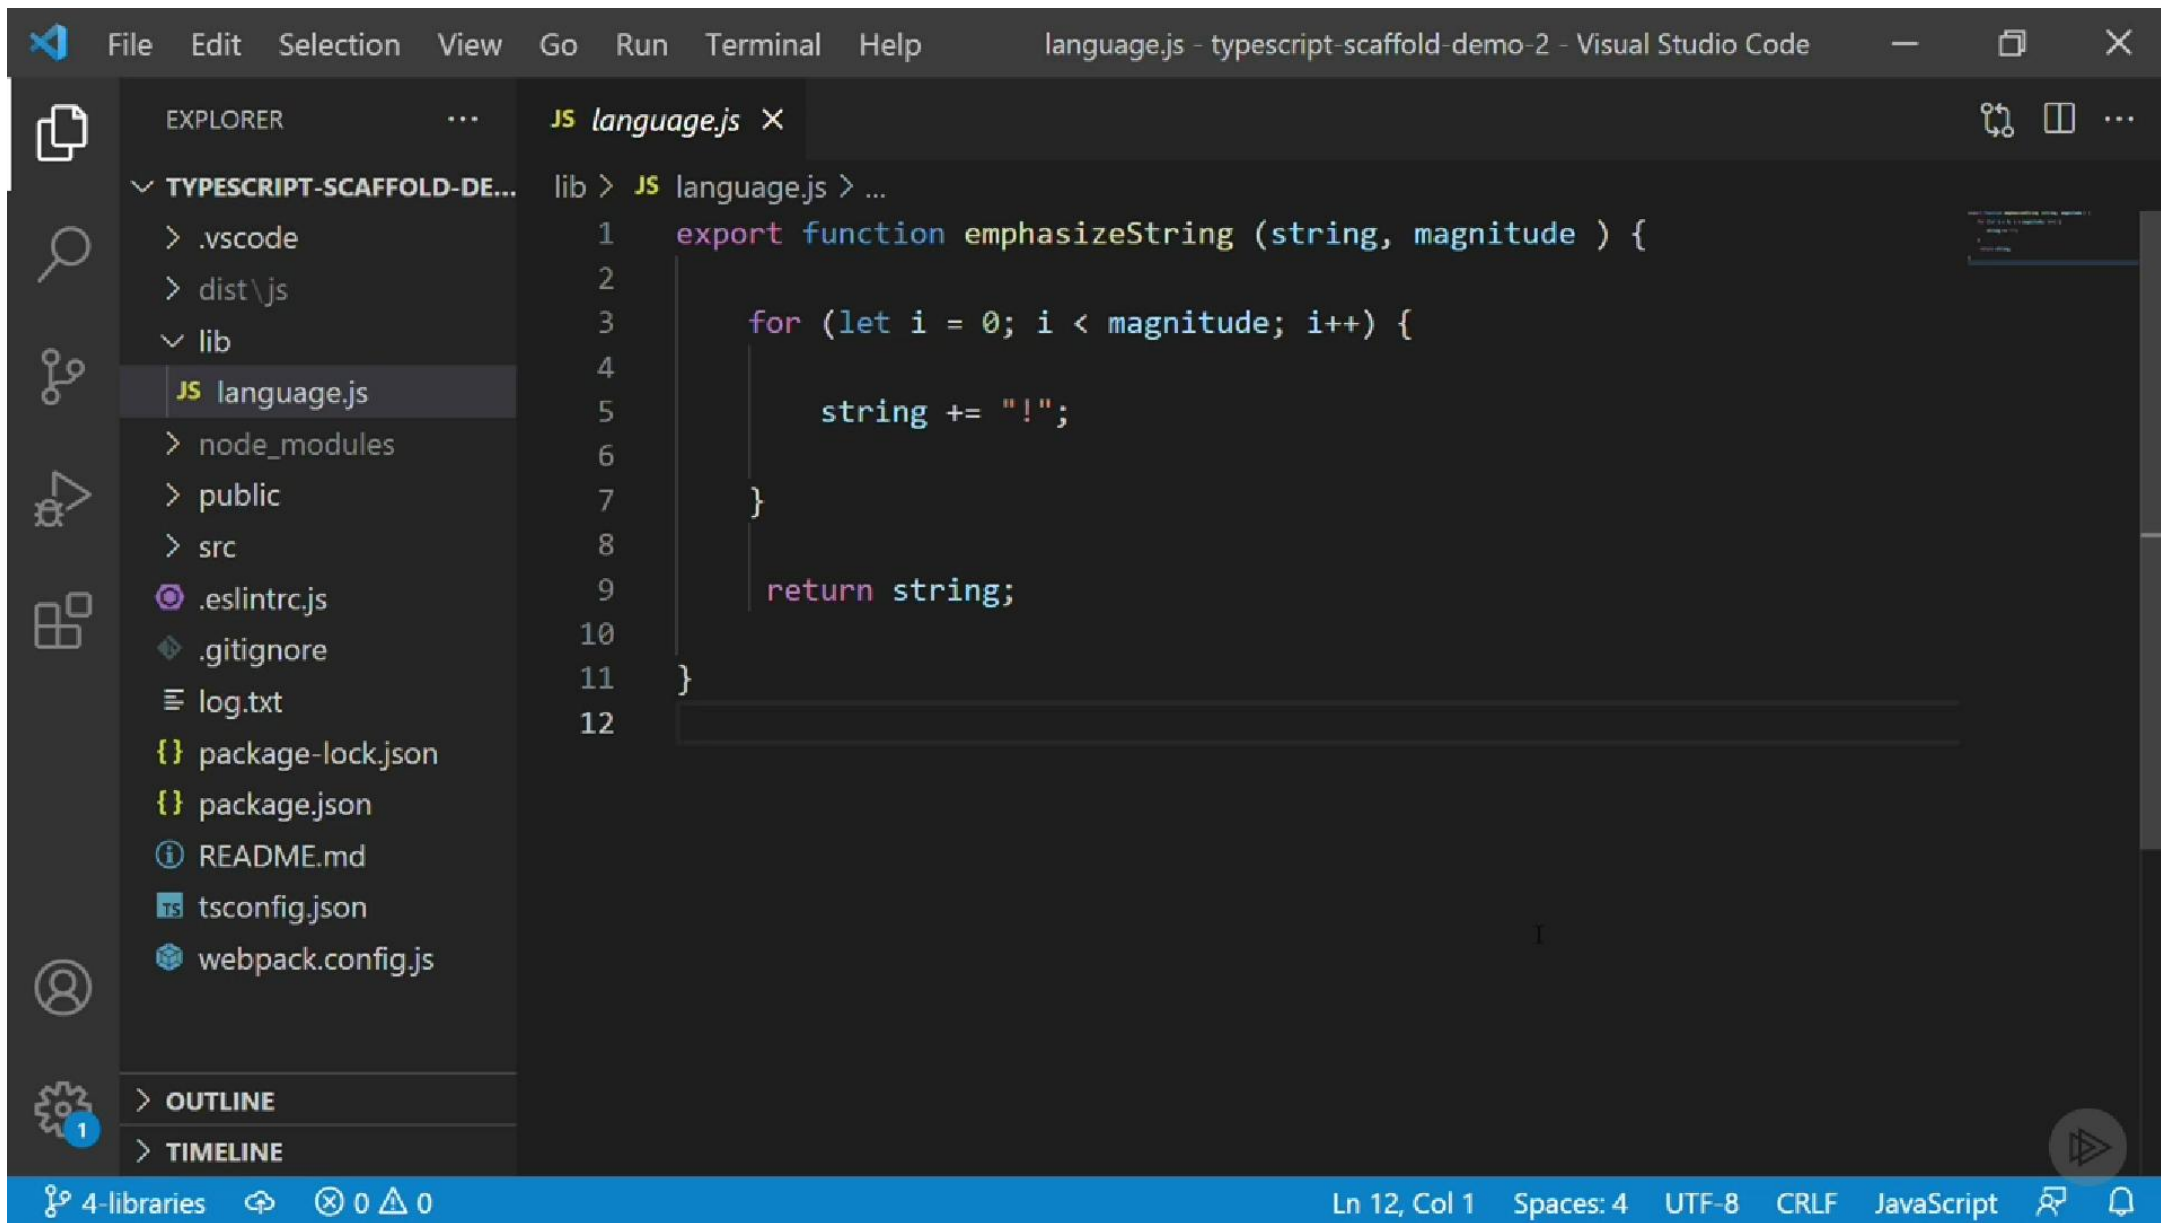 File Edit Selection View Go Run Terminal Help language.js - typescript-scaffold-demo-2 - Visual Studio Code
EXPLORER ...
TYPESCRIPT-SCAFFOLD-DE...
.vscode
dist\js
lib
JS language.js
node_modules
public
src
.eslintrc.js
.gitignore
log.txt
{} package-lock.json
{} package.json
README.md
TS tsconfig.json
webpack.config.js
OUTLINE
TIMELINE
JS language.js ×
lib > JS language.js > ...
1 export function emphasizeString (string, magnitude ) {
2
3 for (let i = 0; i < magnitude; i++) {
4
5 string += "!";
6
7 }
8
9 return string;
10
11 }
12
1
4-libraries 0 0 Ln 12, Col 1 Spaces: 4 UTF-8 CRLF JavaScript